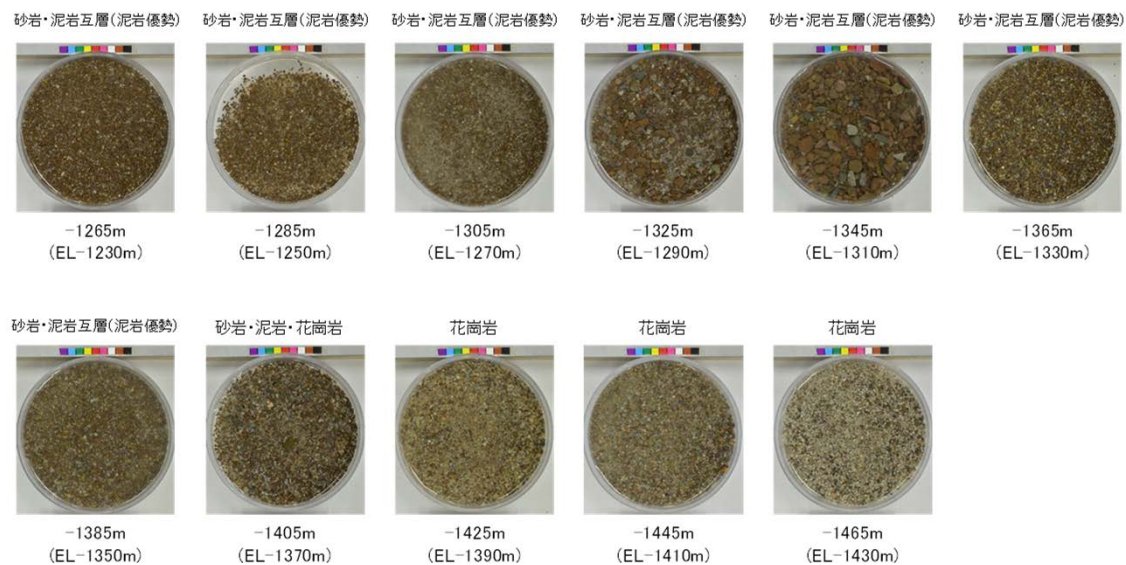 砂岩・泥岩互層(泥岩優勢) 砂岩・泥岩互層(泥岩優勢) 砂岩・泥岩互層(泥岩優勢) 砂岩・泥岩互層(泥岩優勢) 砂岩・泥岩互層(泥岩優勢) 砂岩・泥岩互層(泥岩優勢)
-1265m -1285m -1305m -1325m -1345m -1365m
(EL-1230m) (EL-1250m) (EL-1270m) (EL-1290m) (EL-1310m) (EL-1330m)
砂岩・泥岩互層(泥岩優勢) 砂岩・泥岩・花崗岩 花崗岩 花崗岩 花崗岩
-1385m -1405m -1425m -1445m -1465m
(EL-1350m) (EL-1370m) (EL-1390m) (EL-1410m) (EL-1430m)